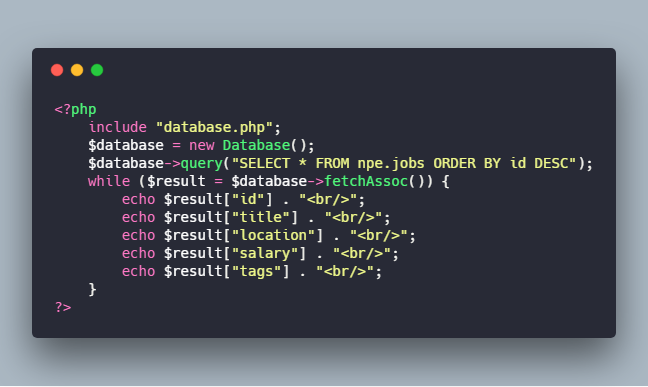 <?php
    include "database.php";
    $database = new Database();
    $database->query("SELECT * FROM npe.jobs ORDER BY id DESC");
    while ($result = $database->fetchAssoc()) {
        echo $result["id"] . "<br/>";
        echo $result["title"] . "<br/>";
        echo $result["location"] . "<br/>";
        echo $result["salary"] . "<br/>";
        echo $result["tags"] . "<br/>";
    }
?>